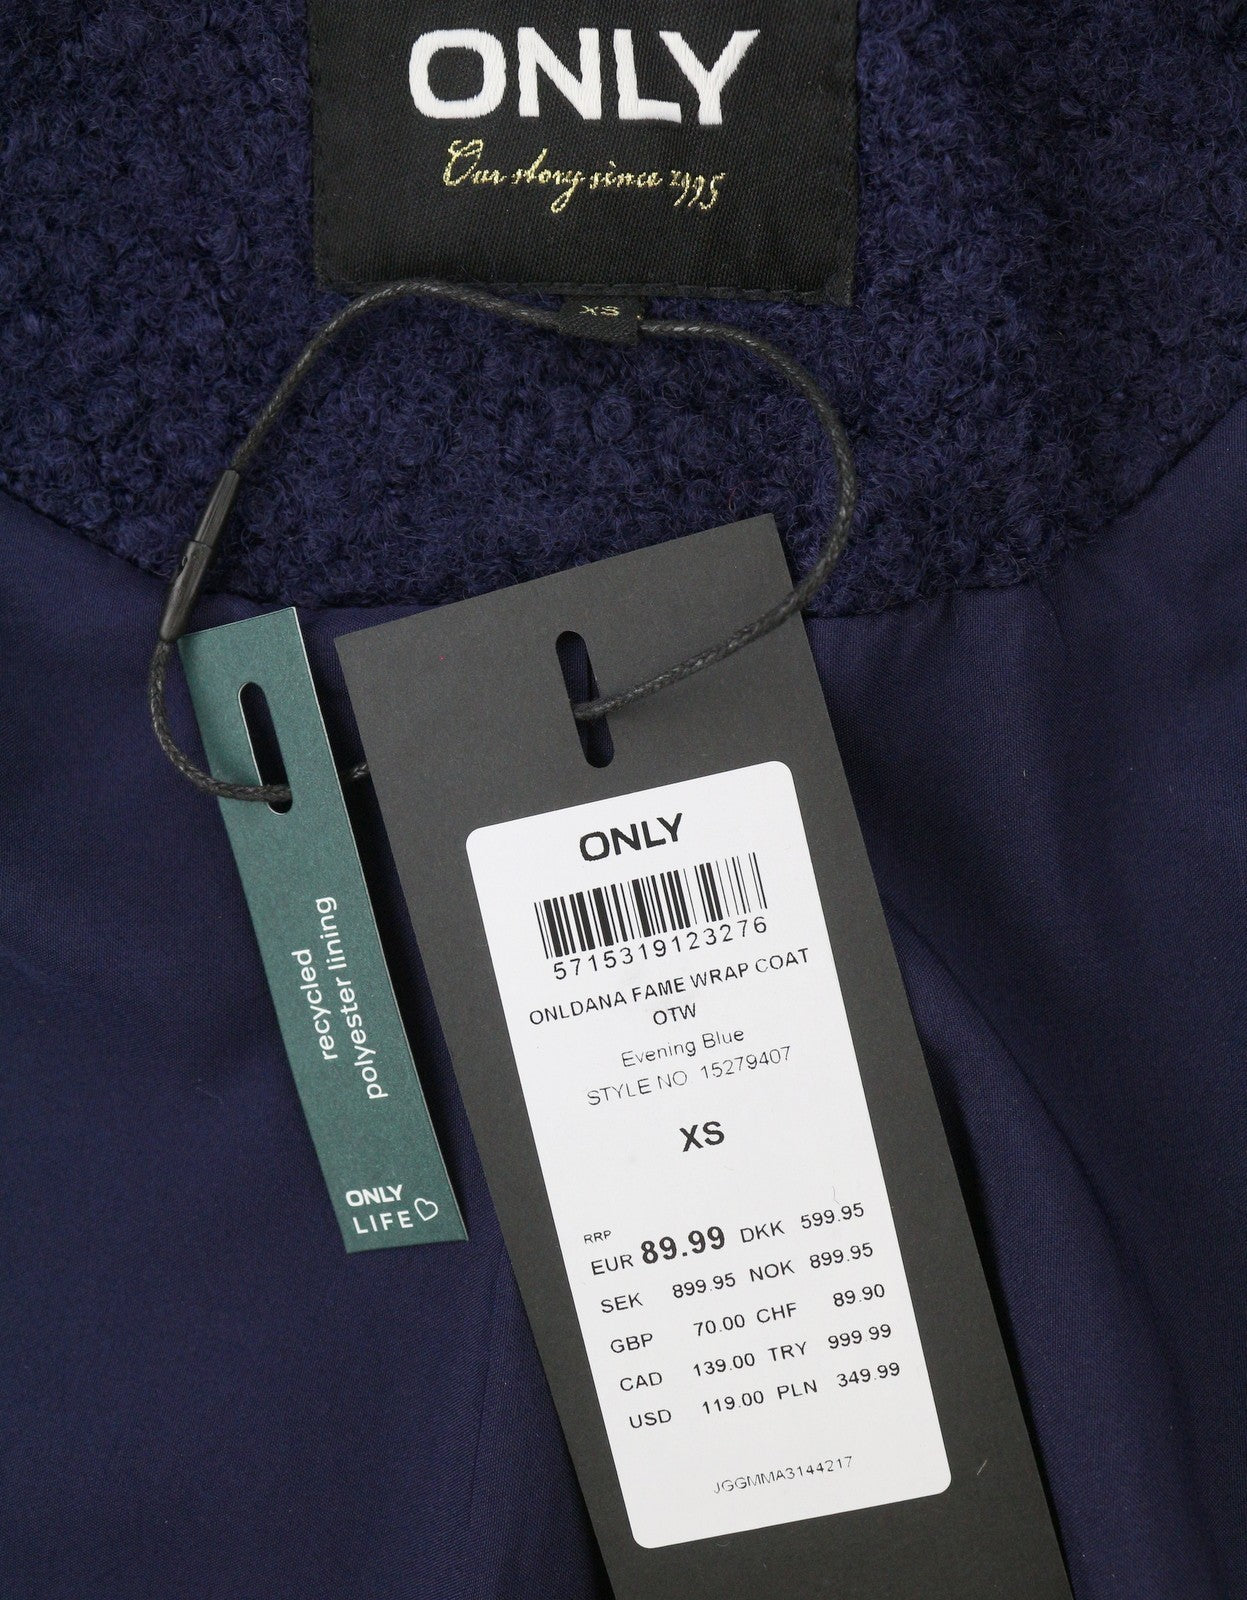 ONLY
Our story since 1995
XS
recycled
polyester lining
ONLY
LIFE
ONLY
5715319123276
ONLDANA FAME WRAP COAT
OTW
Evening Blue
STYLE NO 15279407
XS
RRP
EUR 89.99 DKK 599.95
SEK 899.95 NOK 899.95
GBP 70.00 CHF 89.90
CAD 139.00 TRY 999.99
USD 119.00 PLN 349.99
JGGMMA3144217